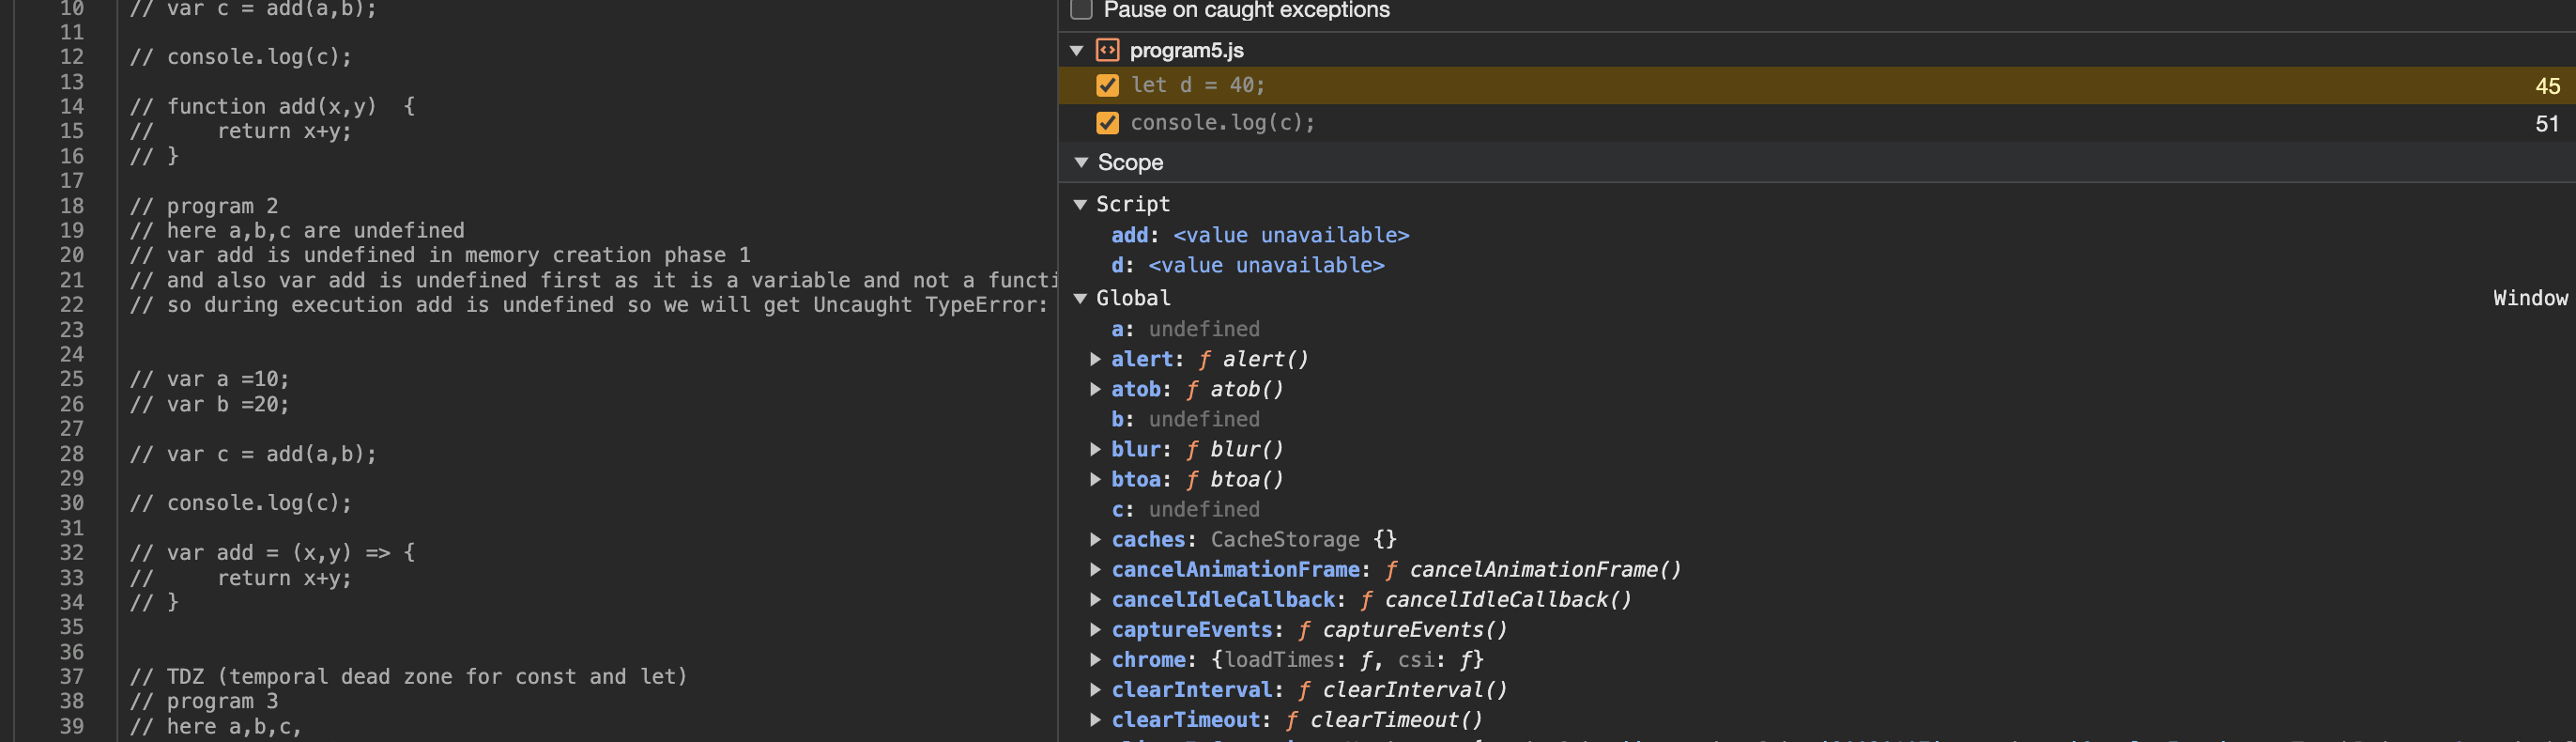 10 // var c = add(a,b);
11
12 // console.log(c);
13
14 // function add(x,y)  {
15 //     return x+y;
16 // }
17
18 // program 2
19 // here a,b,c are undefined
20 // var add is undefined in memory creation phase 1
21 // and also var add is undefined first as it is a variable and not a functi
22 // so during execution add is undefined so we will get Uncaught TypeError:
23
24
25 // var a =10;
26 // var b =20;
27
28 // var c = add(a,b);
29
30 // console.log(c);
31
32 // var add = (x,y) => {
33 //     return x+y;
34 // }
35
36
37 // TDZ (temporal dead zone for const and let)
38 // program 3
39 // here a,b,c,
Pause on caught exceptions
program5.js
let d = 40; 45
console.log(c); 51
Scope
Script
add: <value unavailable>
d: <value unavailable>
Global Window
a: undefined
alert: ƒ alert()
atob: ƒ atob()
b: undefined
blur: ƒ blur()
btoa: ƒ btoa()
c: undefined
caches: CacheStorage {}
cancelAnimationFrame: ƒ cancelAnimationFrame()
cancelIdleCallback: ƒ cancelIdleCallback()
captureEvents: ƒ captureEvents()
chrome: {loadTimes: ƒ, csi: ƒ}
clearInterval: ƒ clearInterval()
clearTimeout: ƒ clearTimeout()